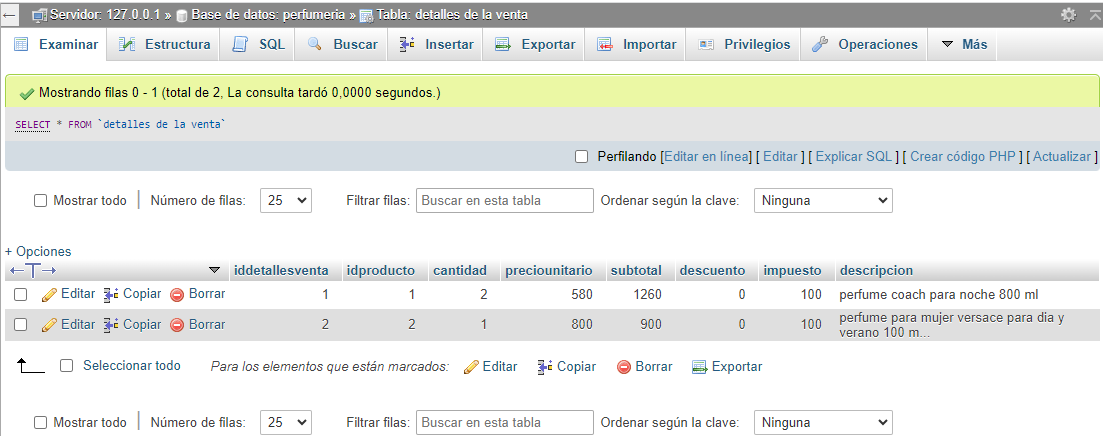 Servidor: 127.0.0.1 » Base de datos: perfumeria » Tabla: detalles de la venta
Examinar Estructura SQL Buscar Insertar Exportar Importar Privilegios Operaciones Más
Mostrando filas 0 - 1 (total de 2, La consulta tardó 0,0000 segundos.)
SELECT * FROM `detalles de la venta`
Perfilando [Editar en línea] [ Editar ] [ Explicar SQL ] [ Crear código PHP ] [ Actualizar ]
Mostrar todo | Número de filas: 25 Filtrar filas: Buscar en esta tabla Ordenar según la clave: Ninguna
+ Opciones
←T→ iddetallesventa idproducto cantidad preciounitario subtotal descuento impuesto descripcion
Editar Copiar Borrar 1 1 2 580 1260 0 100 perfume coach para noche 800 ml
Editar Copiar Borrar 2 2 1 800 900 0 100 perfume para mujer versace para dia y
verano 100 m...
Seleccionar todo Para los elementos que están marcados: Editar Copiar Borrar Exportar
Mostrar todo | Número de filas: 25 Filtrar filas: Buscar en esta tabla Ordenar según la clave: Ninguna